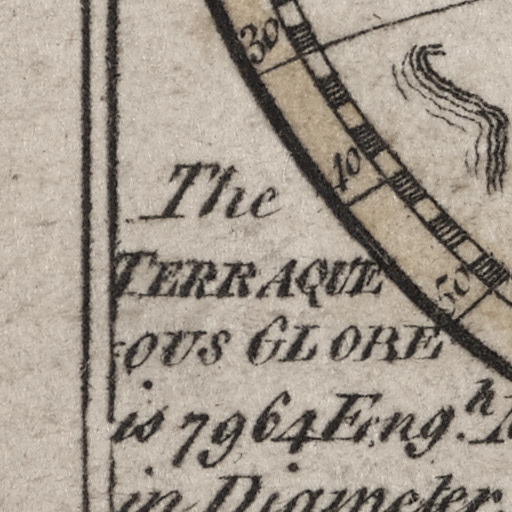 30
40
50
The
TERRAQUE
OUS GLOBE
is 7964 Eng.h
in Diameter